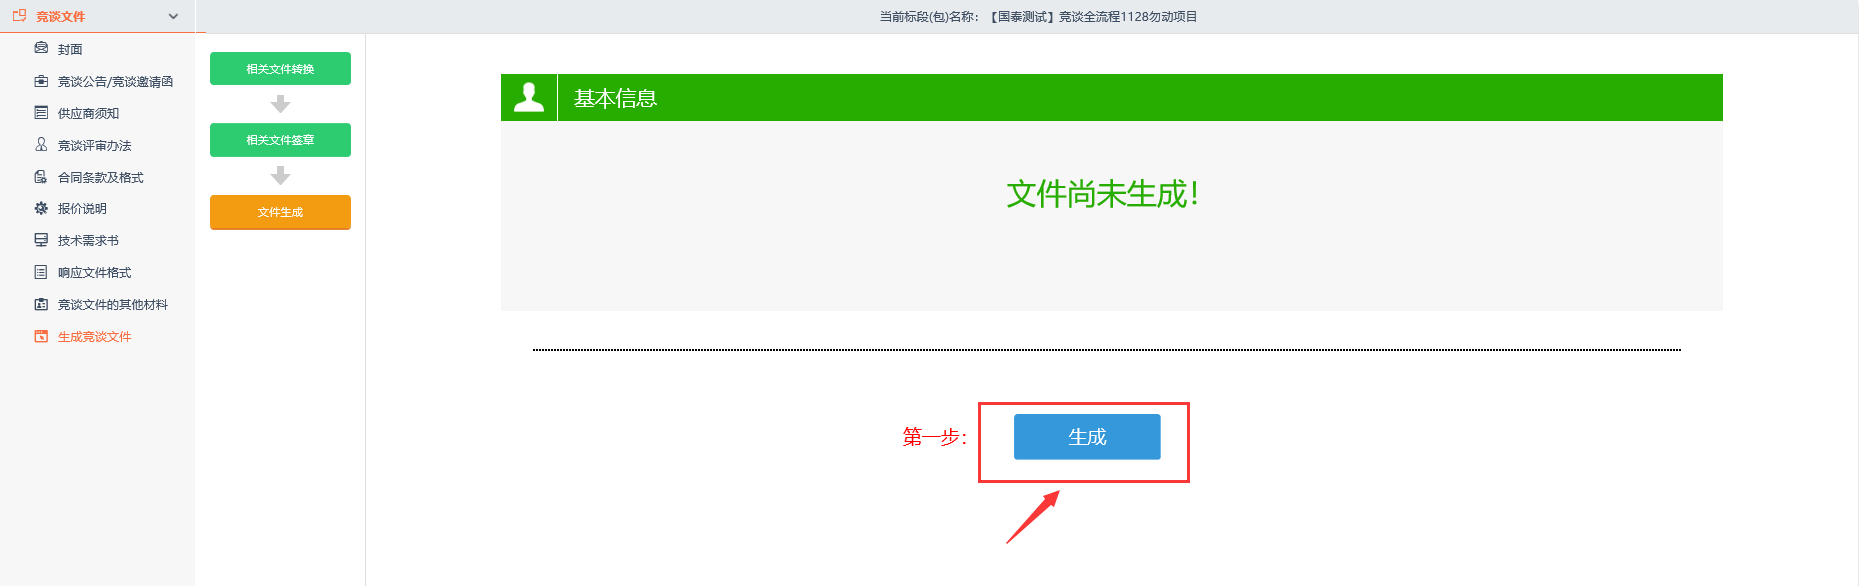 竞谈文件
当前标段(包)名称：【国泰测试】竞谈全流程1128勿动项目
封面
竞谈公告/竞谈邀请函
供应商须知
竞谈评审办法
合同条款及格式
报价说明
技术需求书
响应文件格式
竞谈文件的其他材料
生成竞谈文件
相关文件转换
相关文件签章
文件生成
基本信息
文件尚未生成！
第一步： 生成